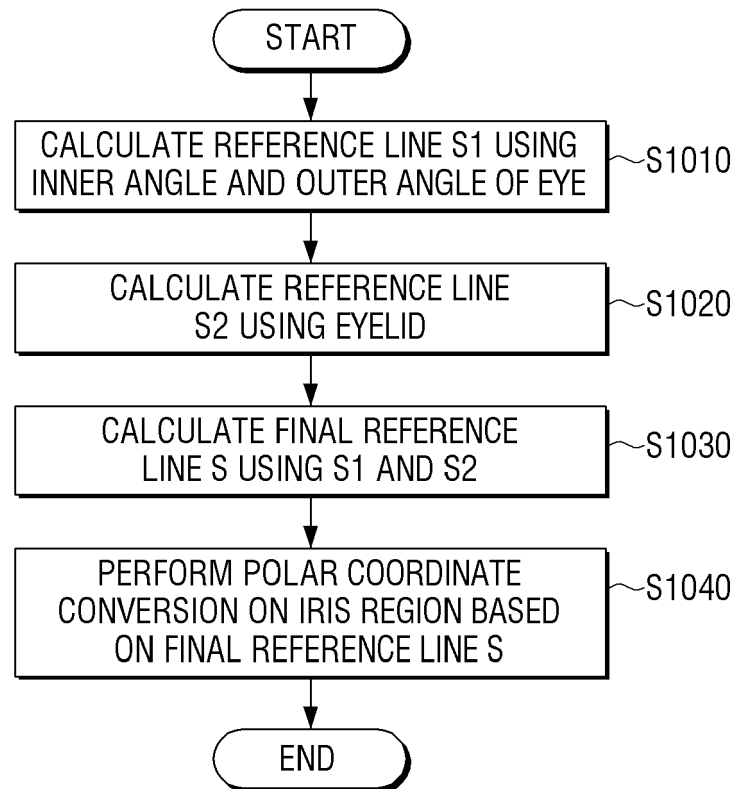 START
CALCULATE REFERENCE LINE S1 USING
INNER ANGLE AND OUTER ANGLE OF EYE
S1010
CALCULATE REFERENCE LINE
S2 USING EYELID
S1020
CALCULATE FINAL REFERENCE
LINE S USING S1 AND S2
S1030
PERFORM POLAR COORDINATE
CONVERSION ON IRIS REGION BASED
ON FINAL REFERENCE LINE S
S1040
END